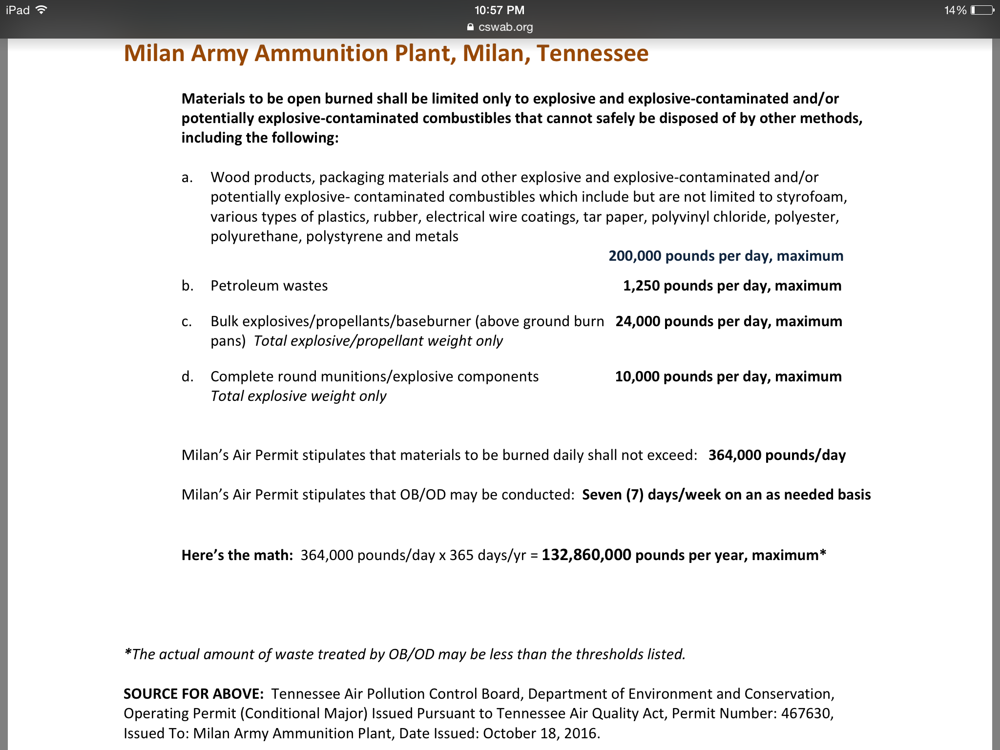 iPad
10:57 PM
14%
cswab.org
Milan Army Ammunition Plant, Milan, Tennessee
Materials to be open burned shall be limited only to explosive and explosive-contaminated and/or
potentially explosive-contaminated combustibles that cannot safely be disposed of by other methods,
including the following:
a. Wood products, packaging materials and other explosive and explosive-contaminated and/or
potentially explosive- contaminated combustibles which include but are not limited to styrofoam,
various types of plastics, rubber, electrical wire coatings, tar paper, polyvinyl chloride, polyester,
polyurethane, polystyrene and metals
200,000 pounds per day, maximum
b. Petroleum wastes 1,250 pounds per day, maximum
c. Bulk explosives/propellants/baseburner (above ground burn 24,000 pounds per day, maximum
pans) Total explosive/propellant weight only
d. Complete round munitions/explosive components 10,000 pounds per day, maximum
Total explosive weight only
Milan’s Air Permit stipulates that materials to be burned daily shall not exceed: 364,000 pounds/day
Milan’s Air Permit stipulates that OB/OD may be conducted: Seven (7) days/week on an as needed basis
Here’s the math: 364,000 pounds/day x 365 days/yr = 132,860,000 pounds per year, maximum*
*The actual amount of waste treated by OB/OD may be less than the thresholds listed.
SOURCE FOR ABOVE: Tennessee Air Pollution Control Board, Department of Environment and Conservation,
Operating Permit (Conditional Major) Issued Pursuant to Tennessee Air Quality Act, Permit Number: 467630,
Issued To: Milan Army Ammunition Plant, Date Issued: October 18, 2016.